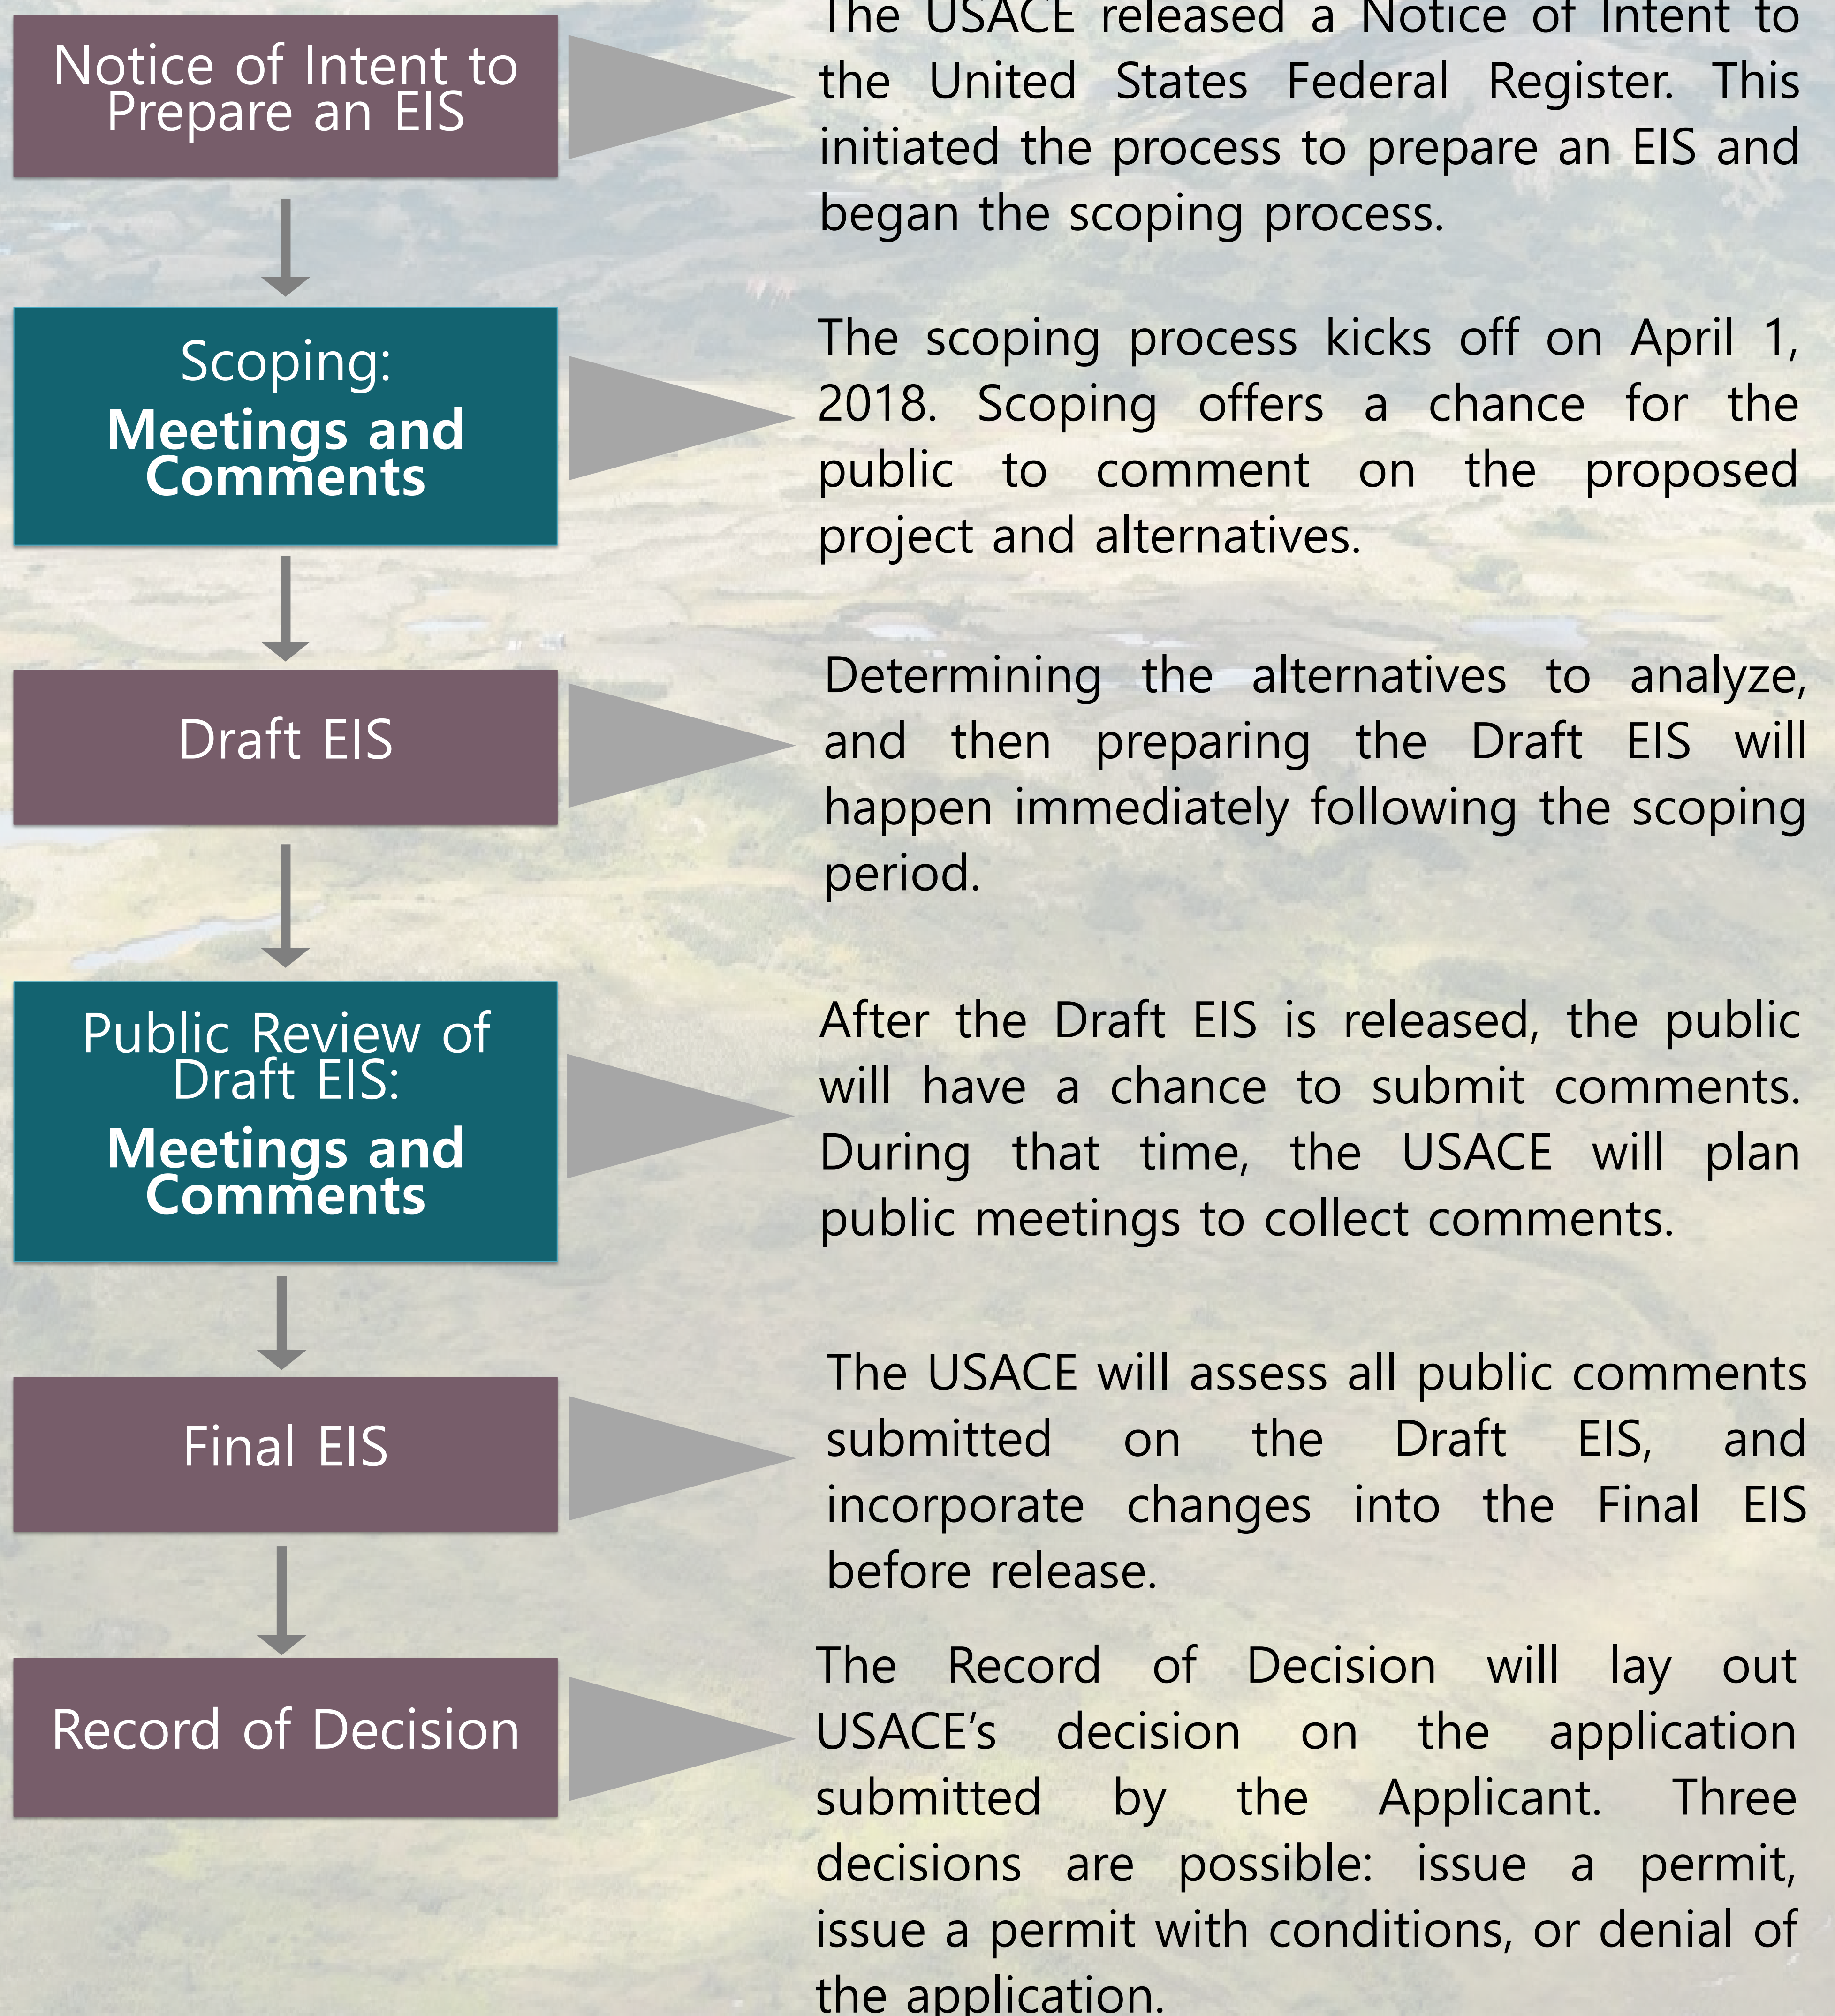 Notice of Intent to
Prepare an EIS
The USACE released a Notice of Intent to
the United States Federal Register. This
initiated the process to prepare an EIS and
began the scoping process.
Scoping:
Meetings and
Comments
The scoping process kicks off on April 1,
2018. Scoping offers a chance for the
public to comment on the proposed
project and alternatives.
Draft EIS
Determining the alternatives to analyze,
and then preparing the Draft EIS will
happen immediately following the scoping
period.
Public Review of
Draft EIS:
Meetings and
Comments
After the Draft EIS is released, the public
will have a chance to submit comments.
During that time, the USACE will plan
public meetings to collect comments.
Final EIS
The USACE will assess all public comments
submitted on the Draft EIS, and
incorporate changes into the Final EIS
before release.
Record of Decision
The Record of Decision will lay out
USACE’s decision on the application
submitted by the Applicant. Three
decisions are possible: issue a permit,
issue a permit with conditions, or denial of
the application.